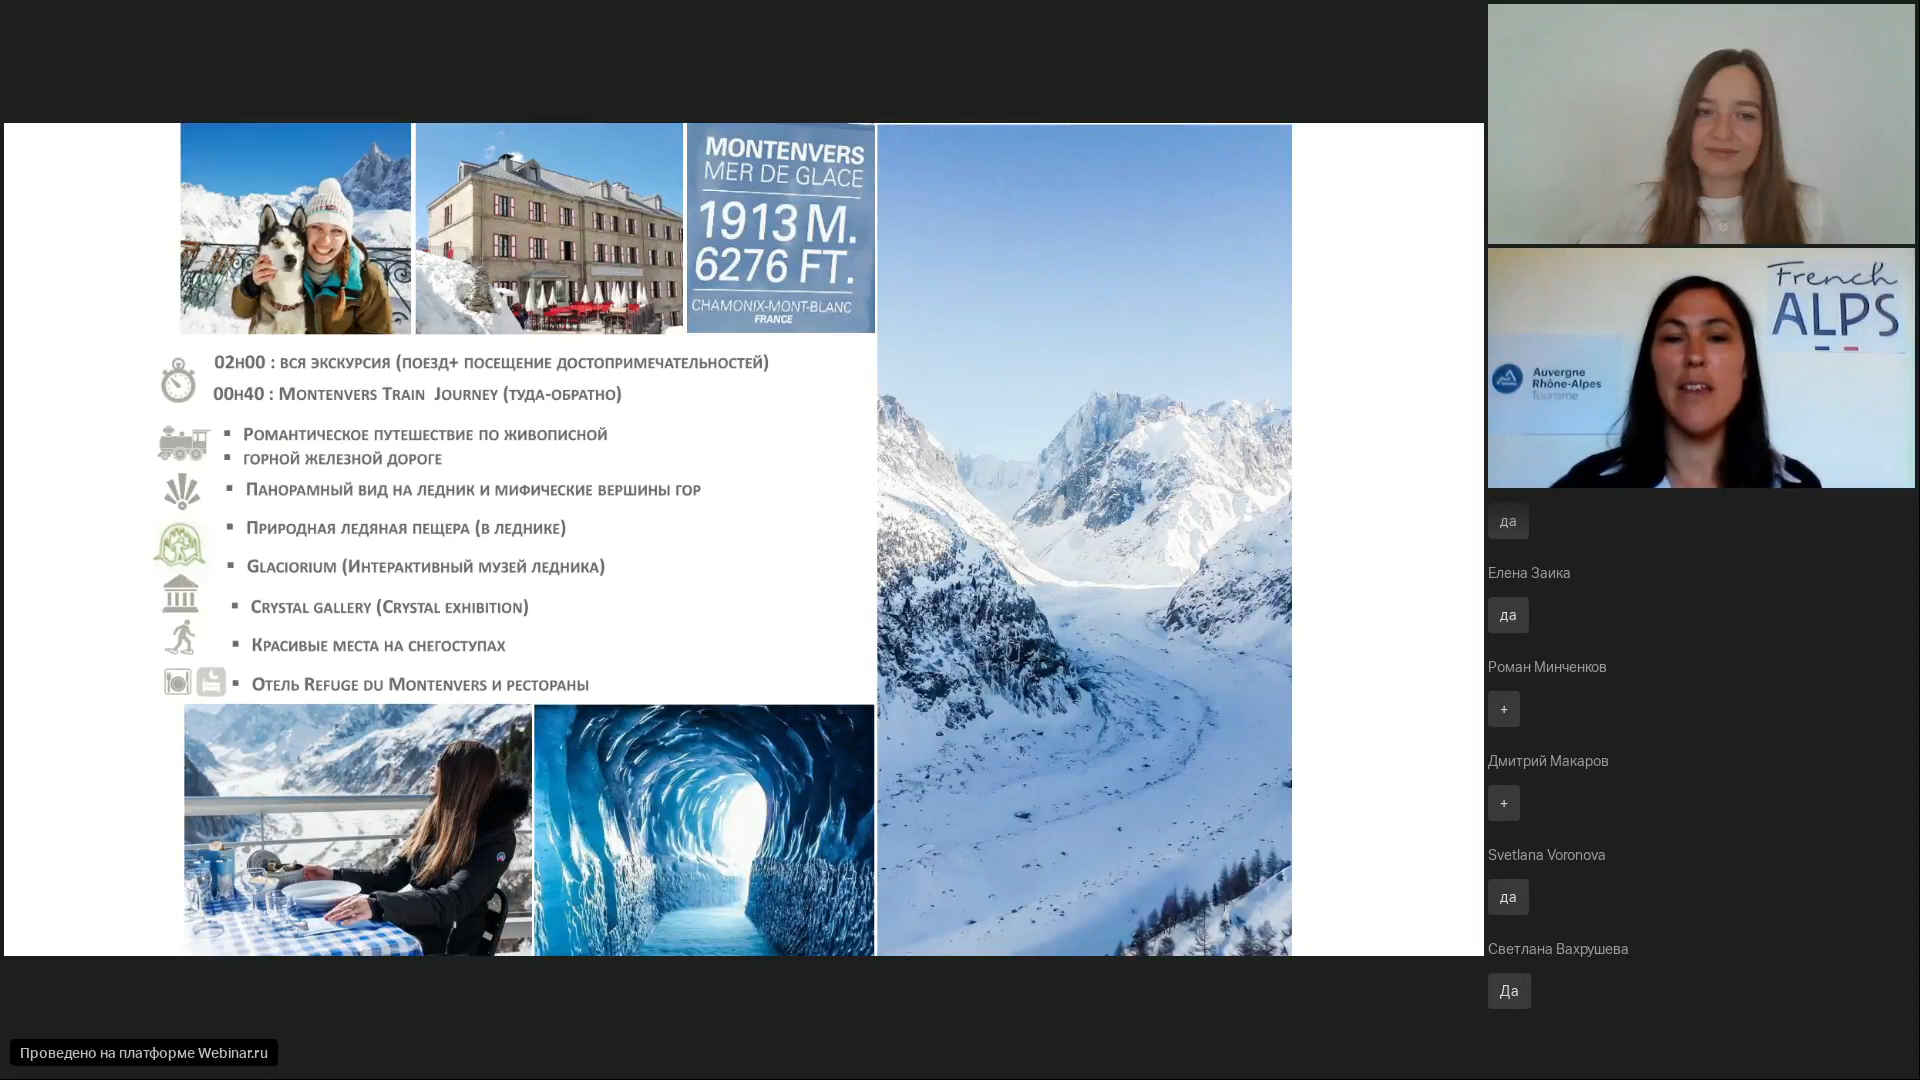 MONTENVERS
MER DE GLACE
1913 M.
6276 FT.
CHAMONIX-MONT-BLANC
FRANCE
02н00 : вся экскурсия (поезд+ посещение достопримечательностей)
00н40 : Montenvers Train Journey (туда-обратно)
▪ Романтическое путешествие по живописной
▪ горной железной дороге
▪ Панорамный вид на ледник и мифические вершины гор
▪ Природная ледяная пещера (в леднике)
▪ Glaciorium (Интерактивный музей ледника)
▪ Crystal gallery (Crystal exhibition)
▪ Красивые места на снегоступах
▪ Отель Refuge du Montenvers и рестораны
French
ALPS
Auvergne
Rhône-Alpes
Tourisme
да
Елена Заика
да
Роман Минченков
+
Дмитрий Макаров
+
Svetlana Voronova
да
Светлана Вахрушева
Да
Проведено на платформе Webinar.ru